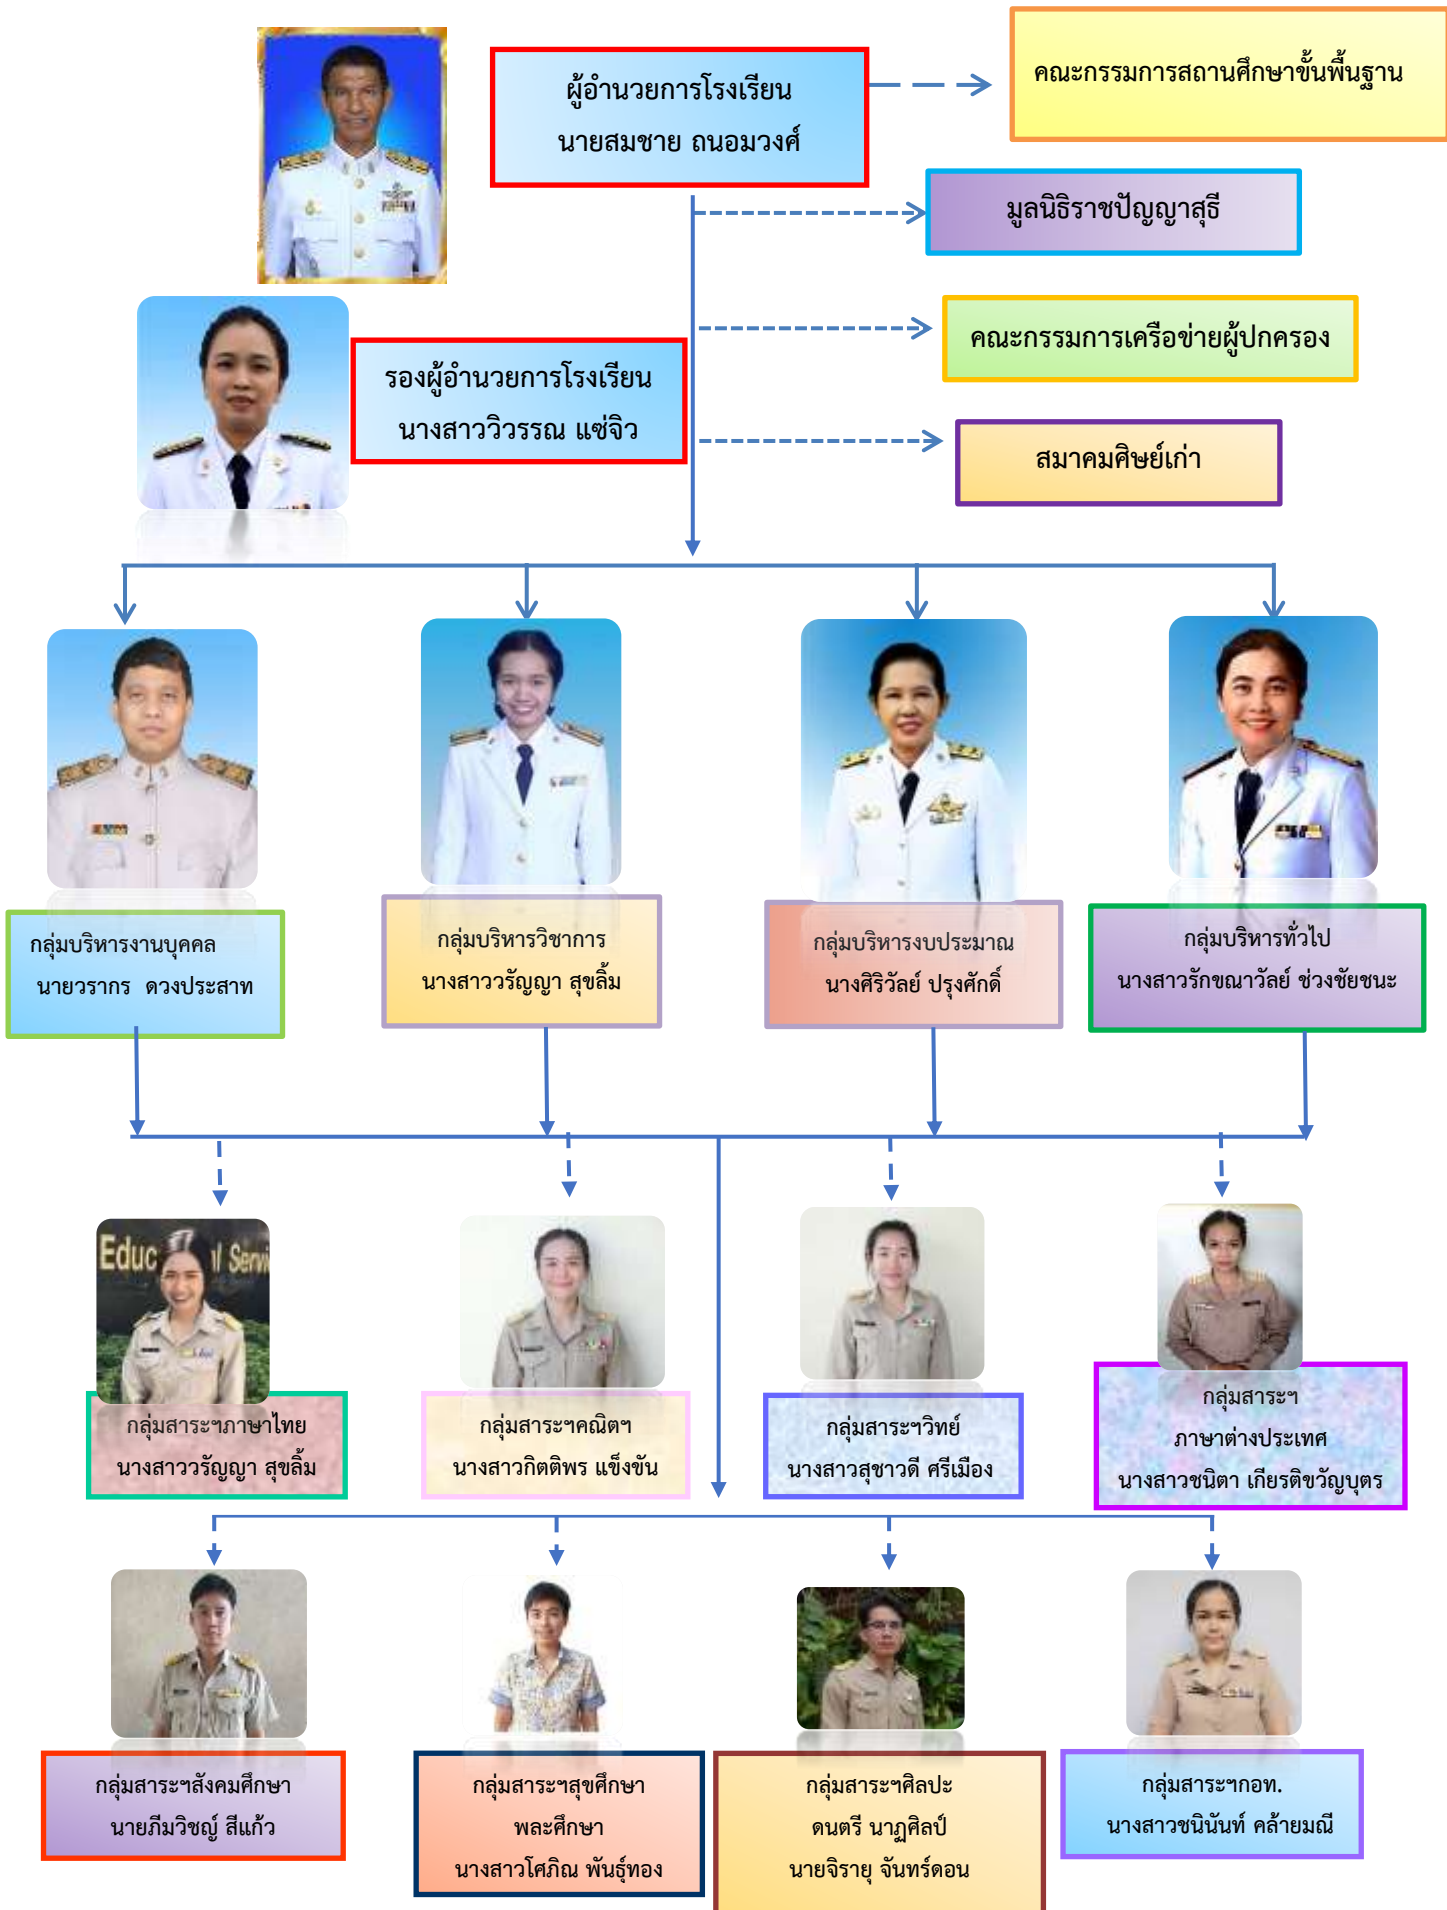 ผู้อำนวยการโรงเรียน
นายสมชาย ถนอมวงศ์
คณะกรรมการสถานศึกษาขั้นพื้นฐาน
มูลนิธิราชปัญญาสุธี
คณะกรรมการเครือข่ายผู้ปกครอง
รองผู้อำนวยการโรงเรียน
นางสาววิวรรณ แซ่จิว
สมาคมศิษย์เก่า
กลุ่มบริหารงานบุคคล
นายวรากร ดวงประสาท
กลุ่มบริหารวิชาการ
นางสาววรัญญา สุขลิ้ม
กลุ่มบริหารงบประมาณ
นางศิริวัลย์ ปรุงศักดิ์
กลุ่มบริหารทั่วไป
นางสาวรักขณาวัลย์ ช่วงชัยชนะ
กลุ่มสาระฯภาษาไทย
นางสาววรัญญา สุขลิ้ม
กลุ่มสาระฯคณิตฯ
นางสาวกิตติพร แข็งขัน
กลุ่มสาระฯวิทย์
นางสาวสุชาวดี ศรีเมือง
กลุ่มสาระฯ
ภาษาต่างประเทศ
นางสาวชนิตา เกียรติขวัญบุตร
กลุ่มสาระฯสังคมศึกษา
นายภีมวิชญ์ สีแก้ว
กลุ่มสาระฯสุขศึกษา
พละศึกษา
นางสาวโศภิณ พันธุ์ทอง
กลุ่มสาระฯศิลปะ
ดนตรี นาฏศิลป์
นายจิรายุ จันทร์ดอน
กลุ่มสาระฯกอท.
นางสาวชนินันท์ คล้ายมณี